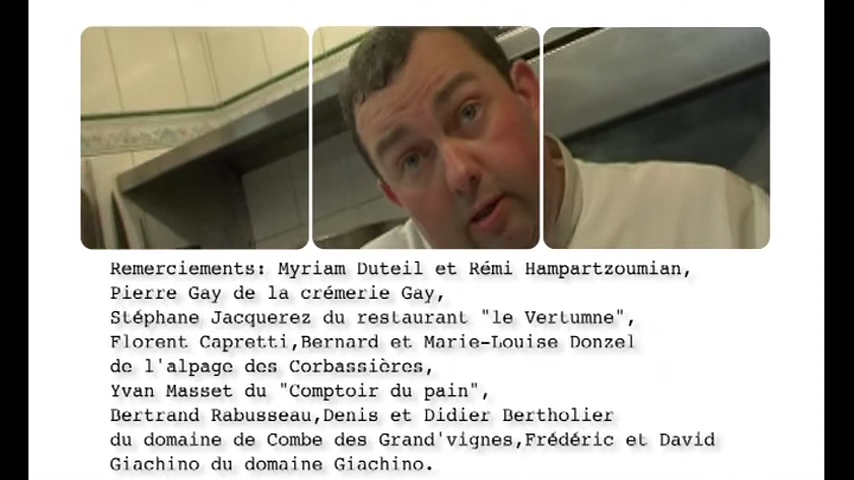 Remerciements: Myriam Duteil et Rémi Hampartzoumian,
Pierre Gay de la crémerie Gay,
Stéphane Jacquerez du restaurant "le Vertumne",
Florent Capretti,Bernard et Marie-Louise Donzel
de l'alpage des Corbassières,
Yvan Masset du "Comptoir du pain",
Bertrand Rabusseau,Denis et Didier Bertholier
du domaine de Combe des Grand'vignes,Frédéric et David
Giachino du domaine Giachino.